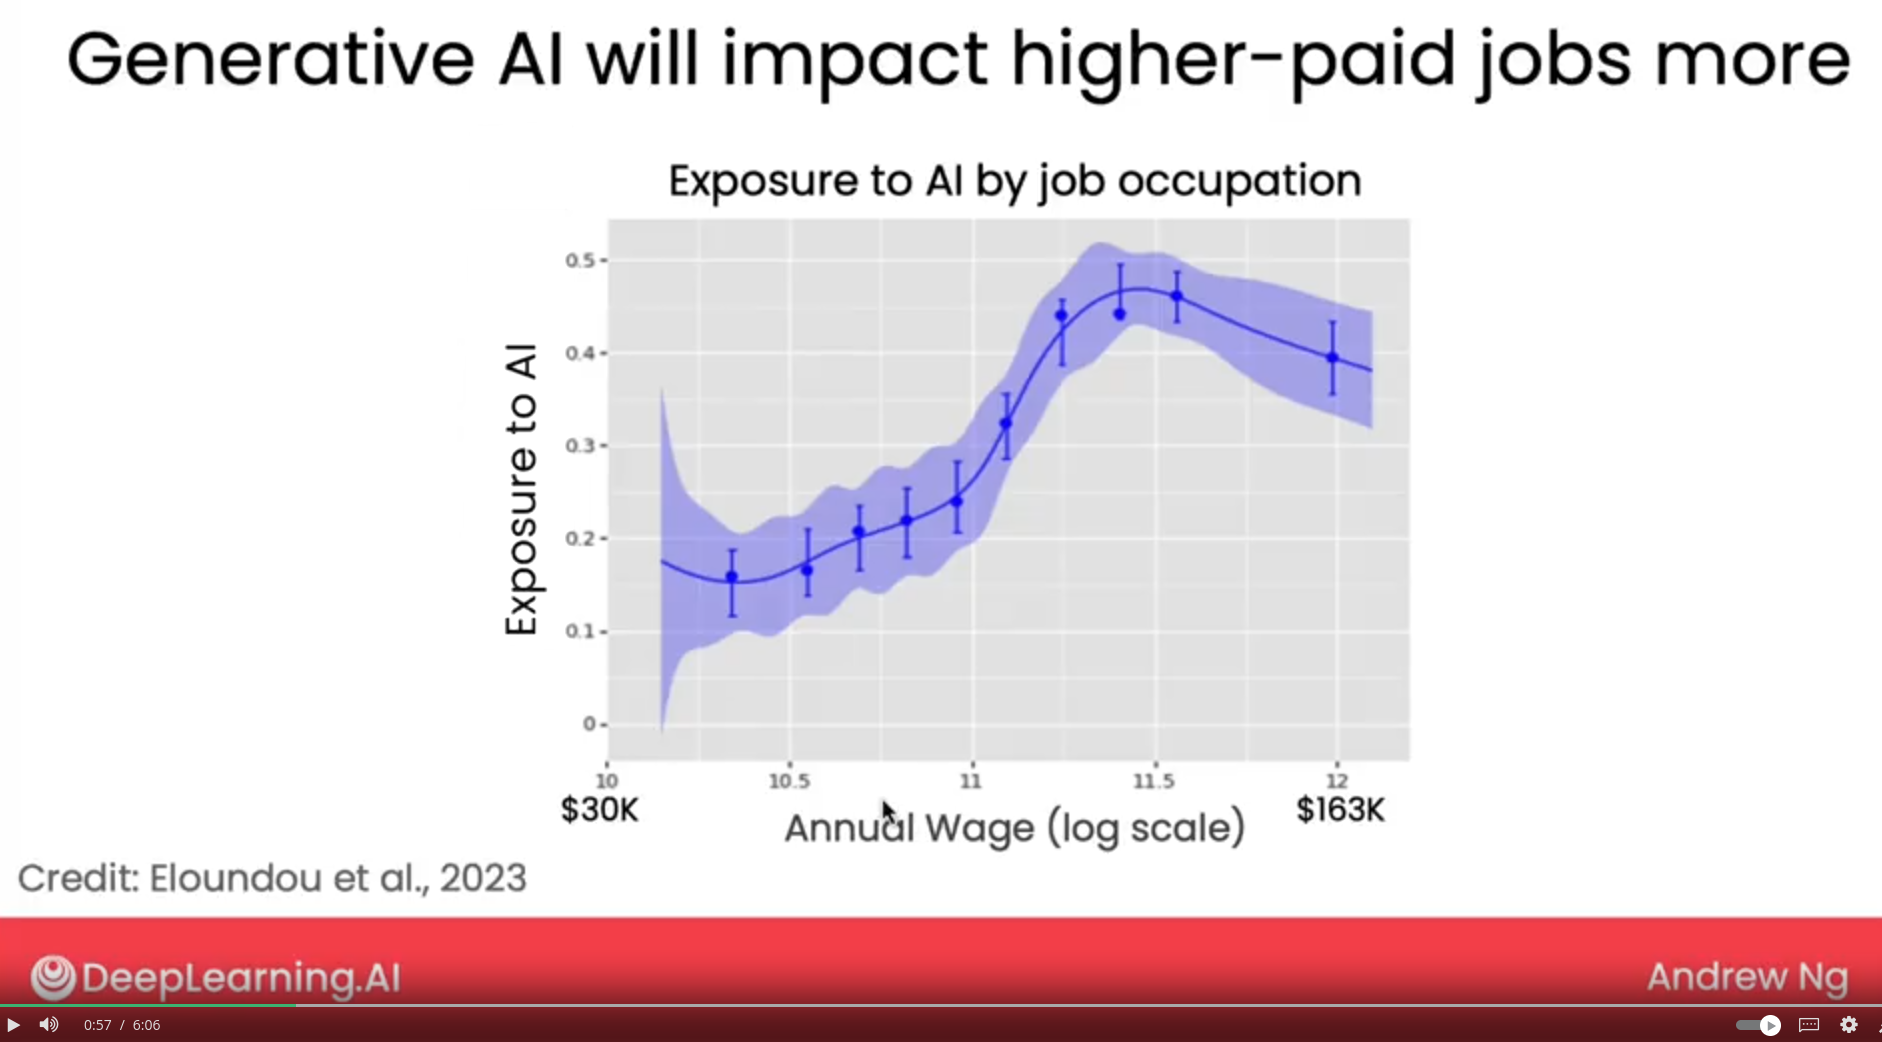 Generative AI will impact higher-paid jobs more
Exposure to AI by job occupation
Exposure to AI
0.5
0.4
0.3
0.2
0.1
0
10
10.5
11
11.5
12
$30K
$163K
Annual Wage (log scale)
Credit: Eloundou et al., 2023
DeepLearning.AI
Andrew Ng
0:57 / 6:06